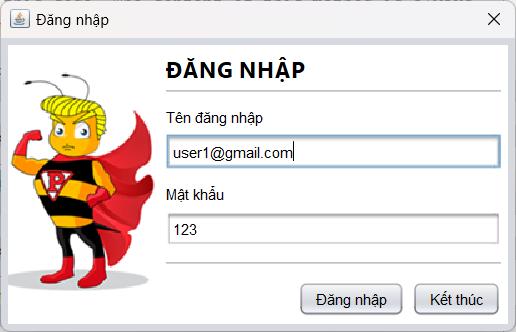 Đăng nhập
ĐĂNG NHẬP
Tên đăng nhập
user1@gmail.com
Mật khẩu
123
P
Đăng nhập
Kết thúc